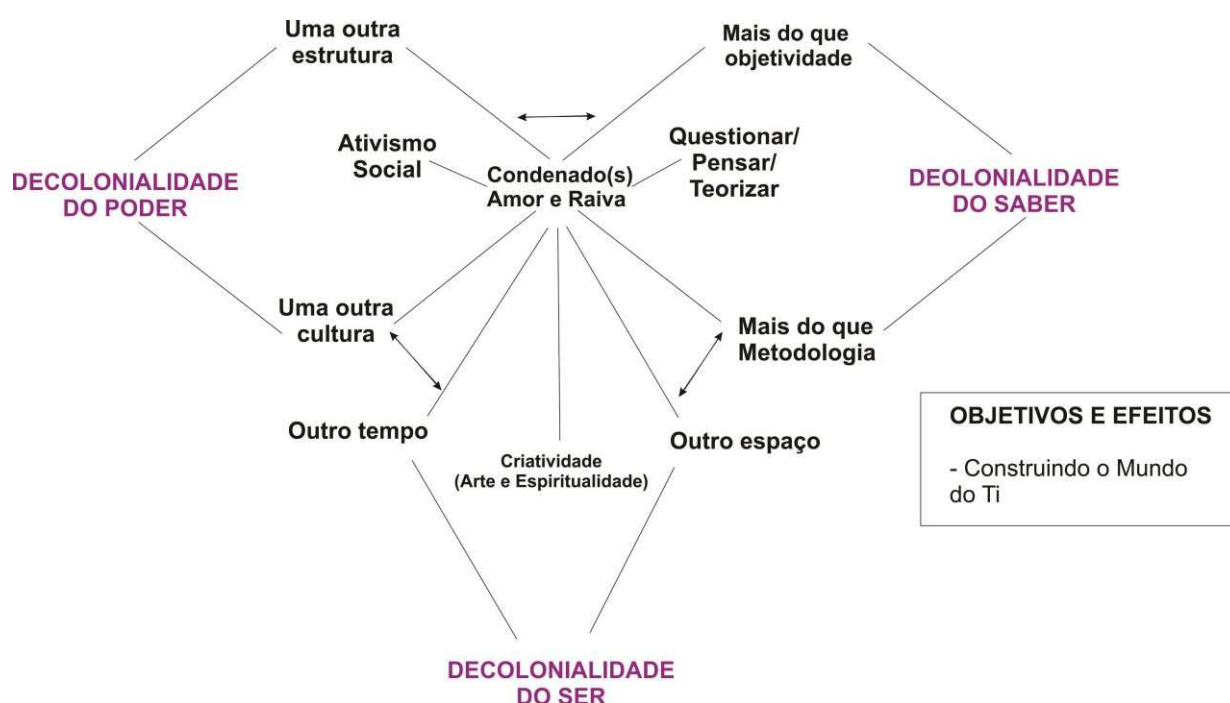 Uma outra
estrutura
Mais do que
objetividade
Ativismo
Social
Questionar/
Pensar/
Teorizar
Condenado(s)
Amor e Raiva
DECOLONIALIDADE
DO PODER
DEOLONIALIDADE
DO SABER
Uma outra
cultura
Mais do que
Metodologia
Outro tempo
Criatividade
(Arte e Espiritualidade)
Outro espaço
OBJETIVOS E EFEITOS
- Construindo o Mundo
do Ti
DECOLONIALIDADE
DO SER